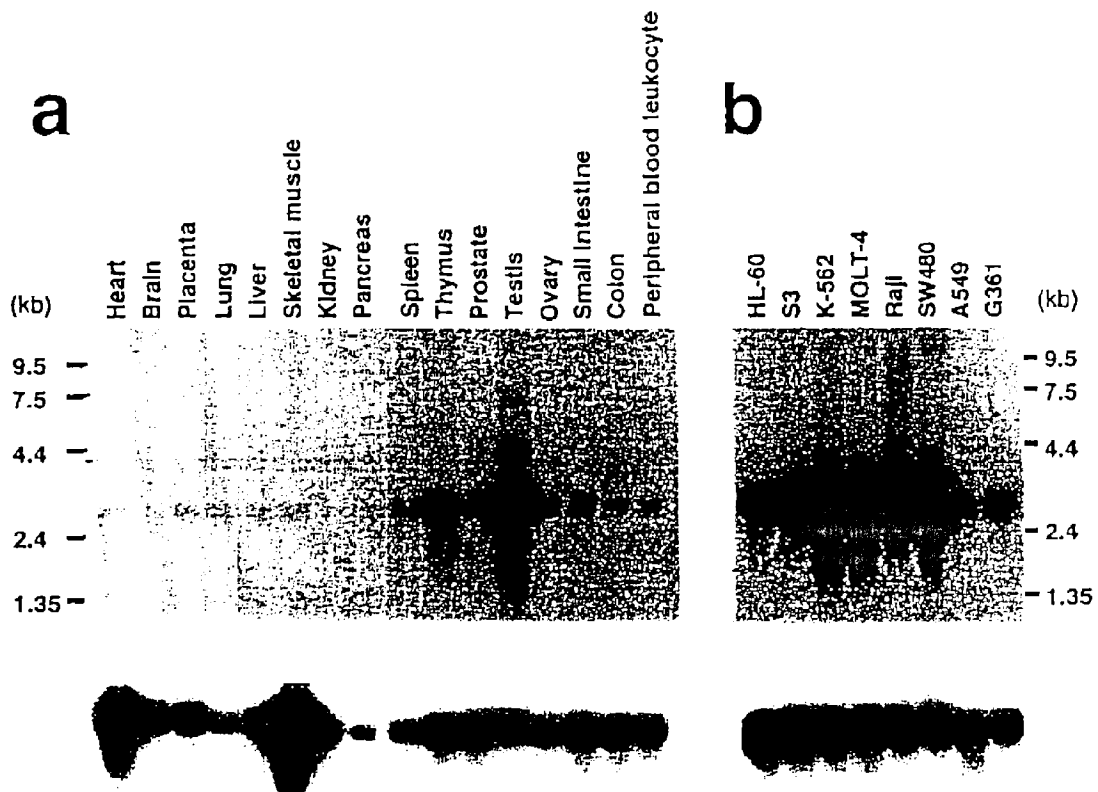 a
b
(kb)
Heart
Brain
Placenta
Lung
Liver
Skeletal muscle
Kidney
Pancreas
Spleen
Thymus
Prostate
Testis
Ovary
Small Intestine
Colon
Peripheral blood leukocyte
9.5
7.5
4.4
2.4
1.35
HL-60
S3
K-562
MOLT-4
Raji
SW480
A549
G361
(kb)
9.5
7.5
4.4
2.4
1.35